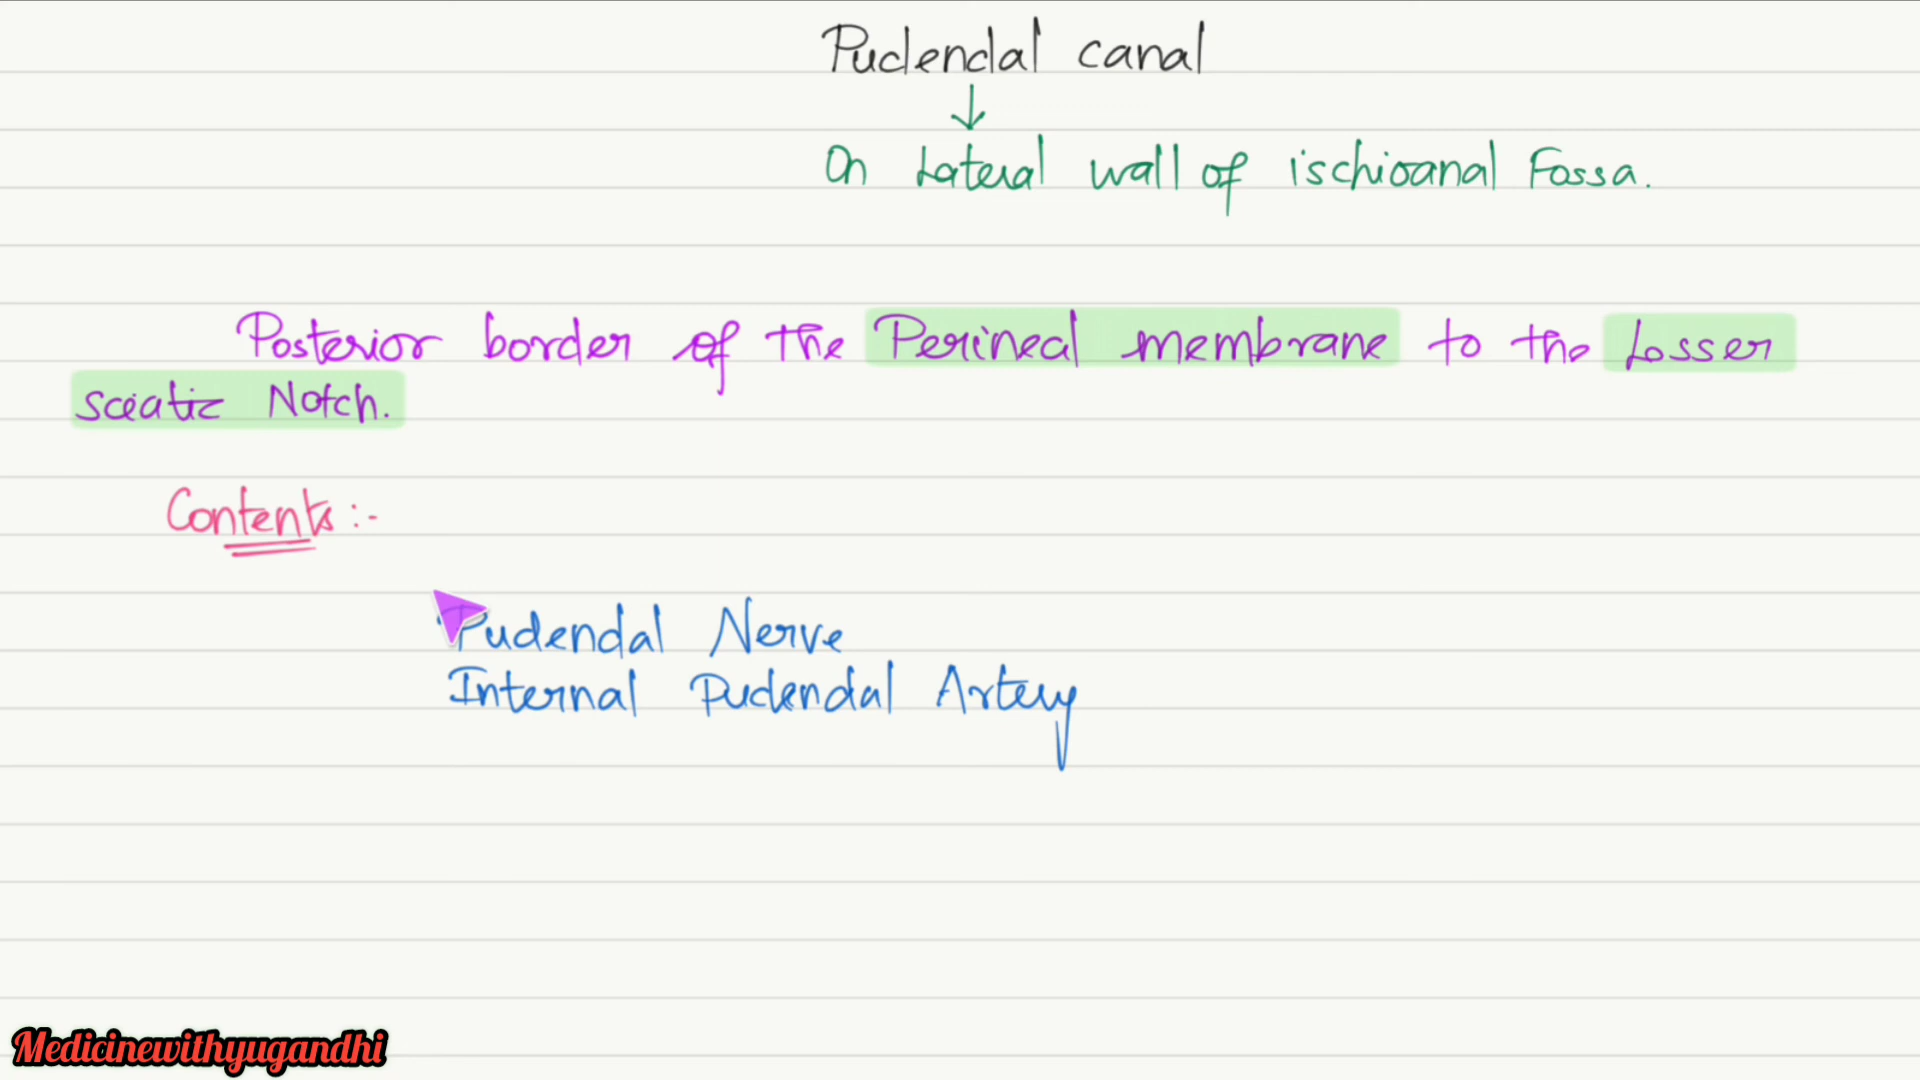 Pudendal canal
↓
On Lateral wall of ischioanal Fossa.
Posterior border of the Perineal membrane to the Losser
sciatic Notch.
Contents :-
Pudendal Nerve
Internal Pudendal Artery
Medicinewithyugandhi